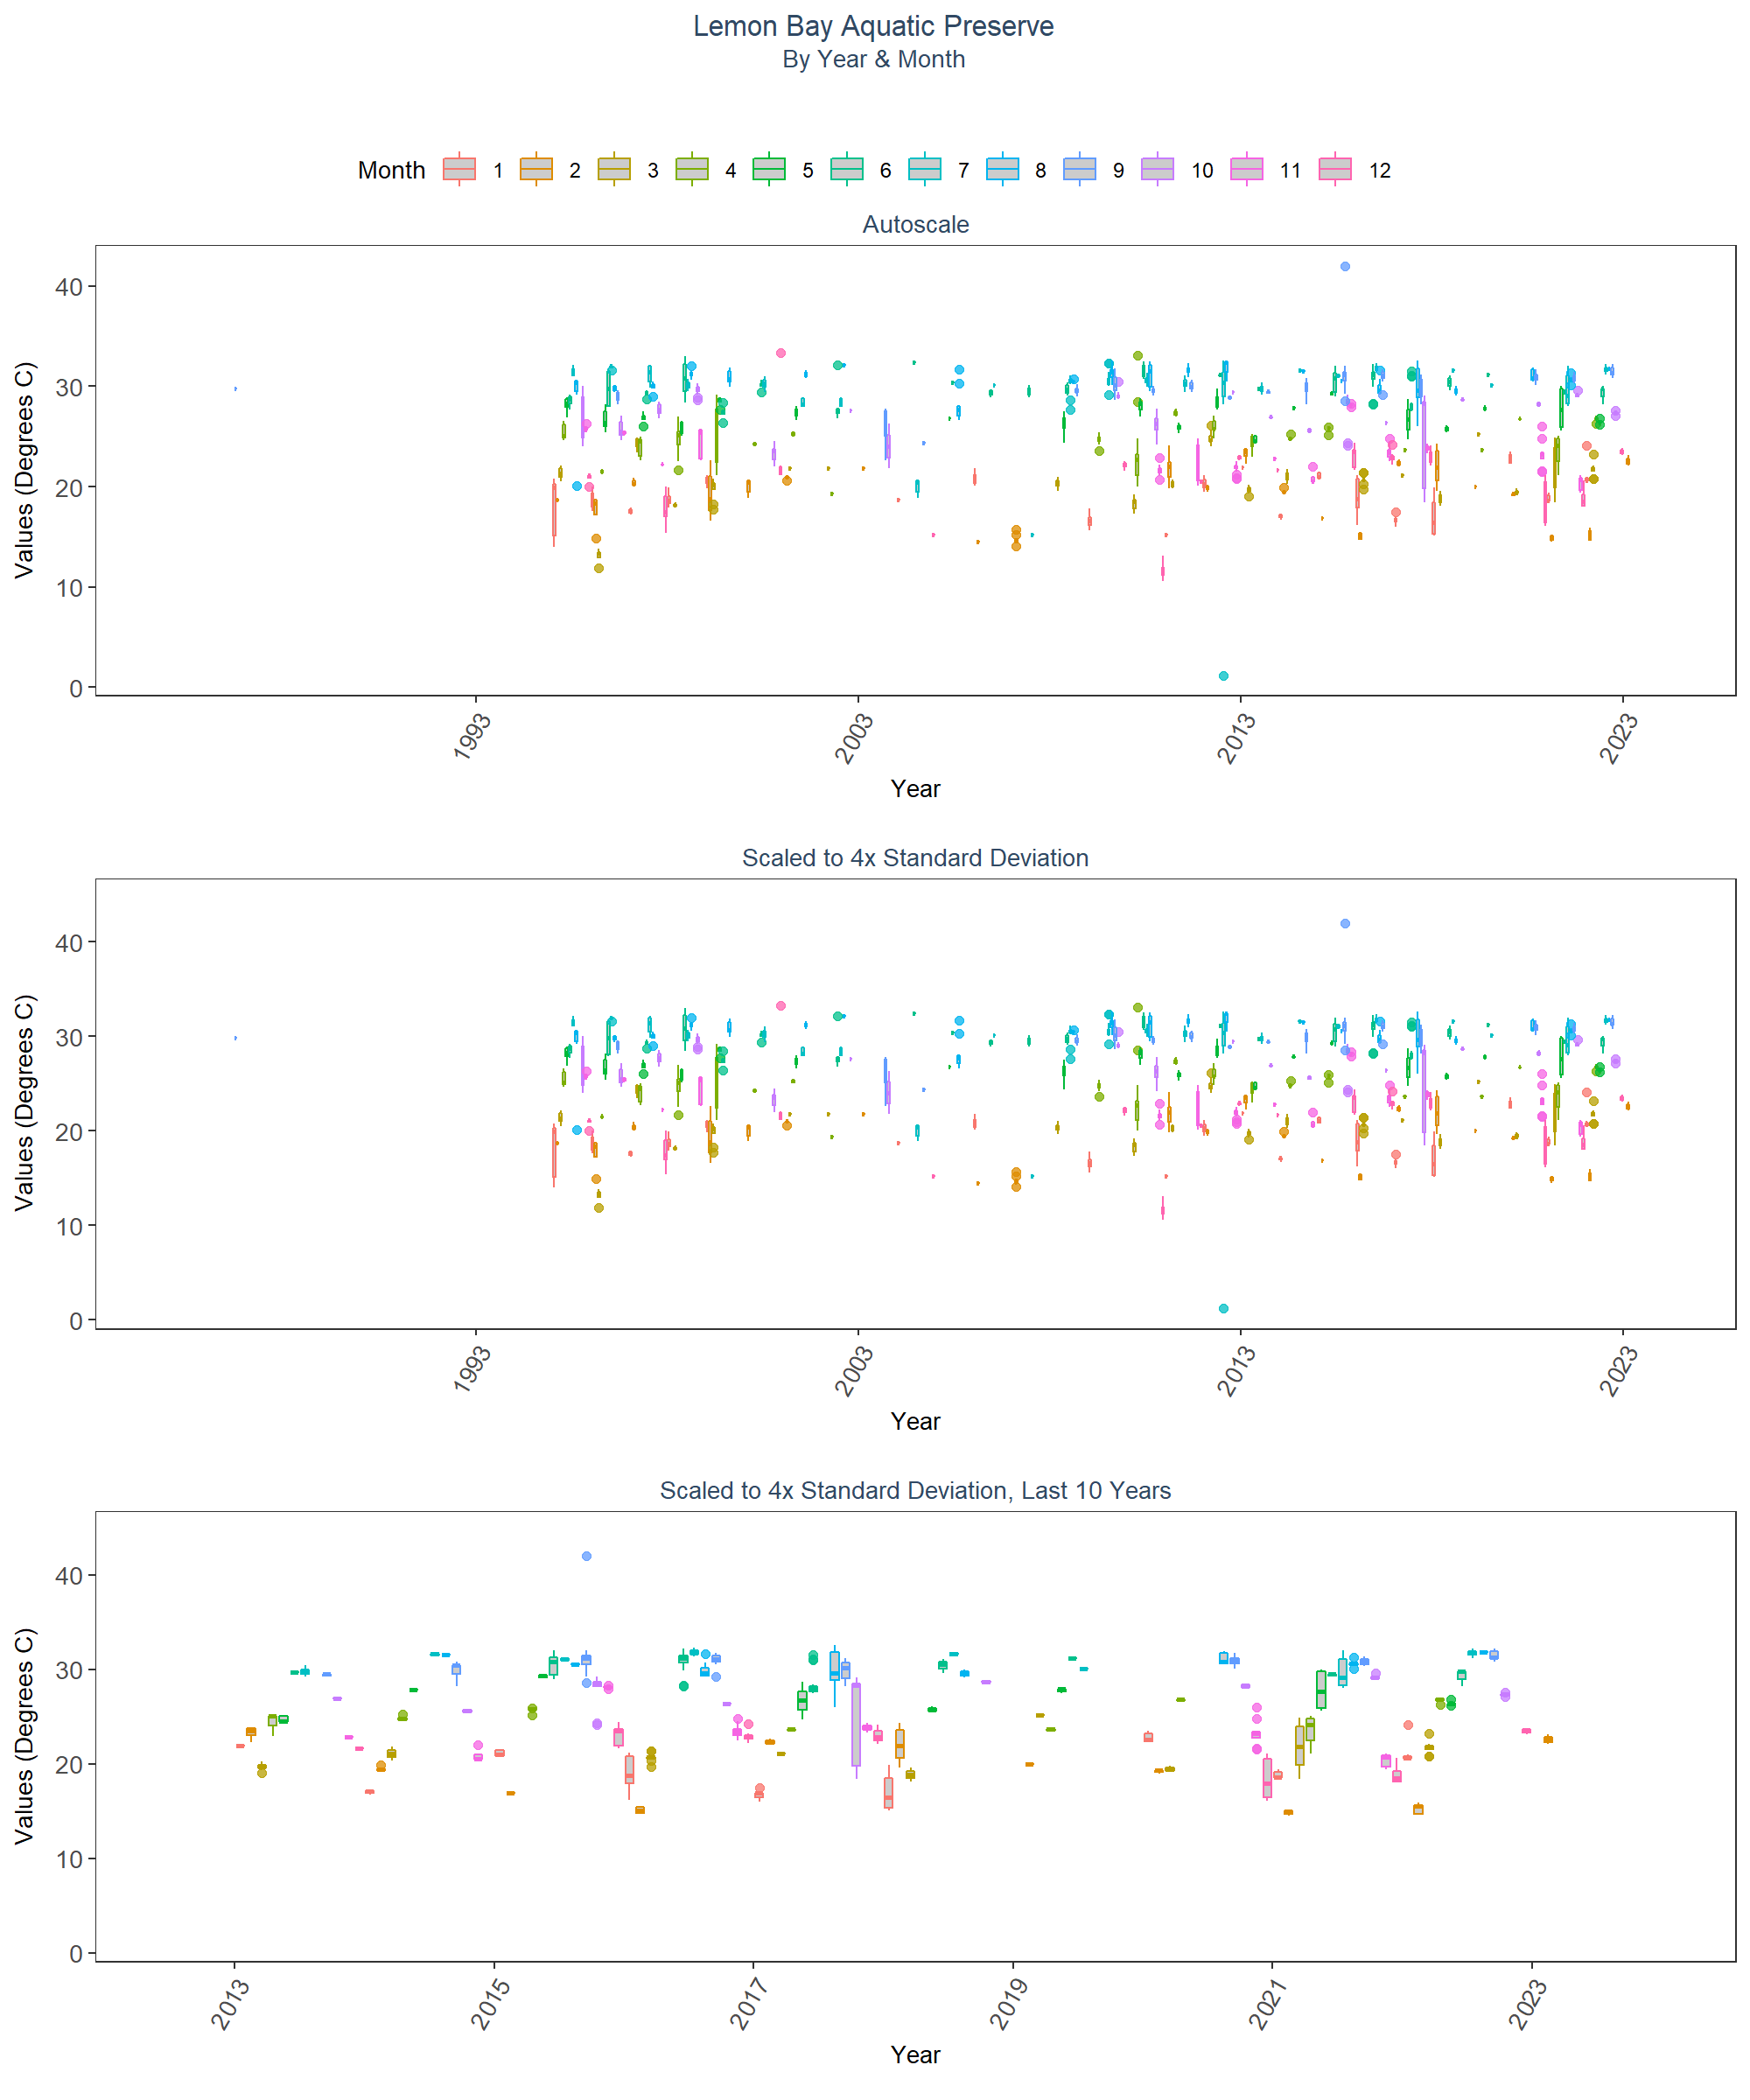 Lemon Bay Aquatic Preserve
By Year & Month
Month 1 2 3 4 5 6 7 8 9 10 11 12
Autoscale
Values (Degrees C)
40
30
20
10
0
1993 2003 2013 2023
Year
Scaled to 4x Standard Deviation
Values (Degrees C)
40
30
20
10
0
1993 2003 2013 2023
Year
Scaled to 4x Standard Deviation, Last 10 Years
Values (Degrees C)
40
30
20
10
0
2013 2015 2017 2019 2021 2023
Year